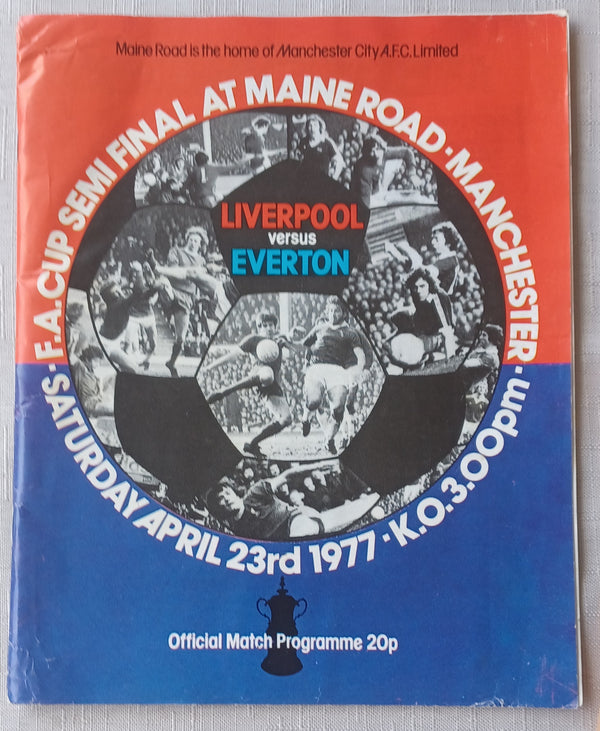 Maine Road is the home of Manchester City A.F.C. Limited
F.A. CUP SEMI FINAL AT MAINE ROAD · MANCHESTER ·
LIVERPOOL
versus
EVERTON
SATURDAY APRIL 23rd 1977 · K.O. 3.00pm ·
Official Match Programme 20p